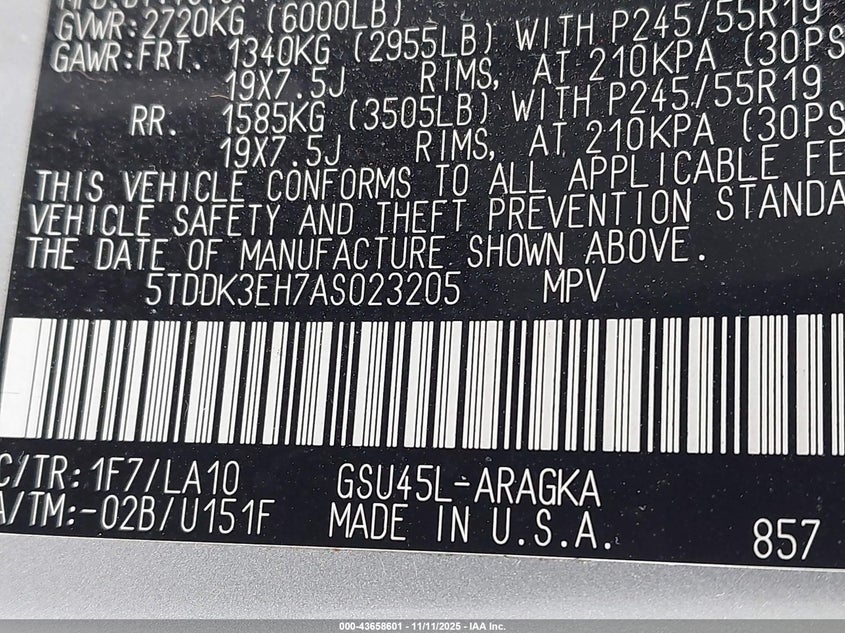 GVWR:2720KG (6000LB)
GAWR:FRT. 1340KG (2955LB) WITH P245/55R19
19X7.5J RIMS, AT 210KPA (30PS
RR. 1585KG (3505LB) WITH P245/55R19
19X7.5J RIMS, AT 210KPA (30PS
THIS VEHICLE CONFORMS TO ALL APPLICABLE FE
VEHICLE SAFETY AND THEFT PREVENTION STANDA
THE DATE OF MANUFACTURE SHOWN ABOVE.
5TDDK3EH7AS023205 MPV
C/TR:1F7/LA10 GSU45L-ARAGKA
A/TM:-02B/U151F MADE IN U.S.A. 857
000-43658601 - 11/11/2025 - IAA Inc.